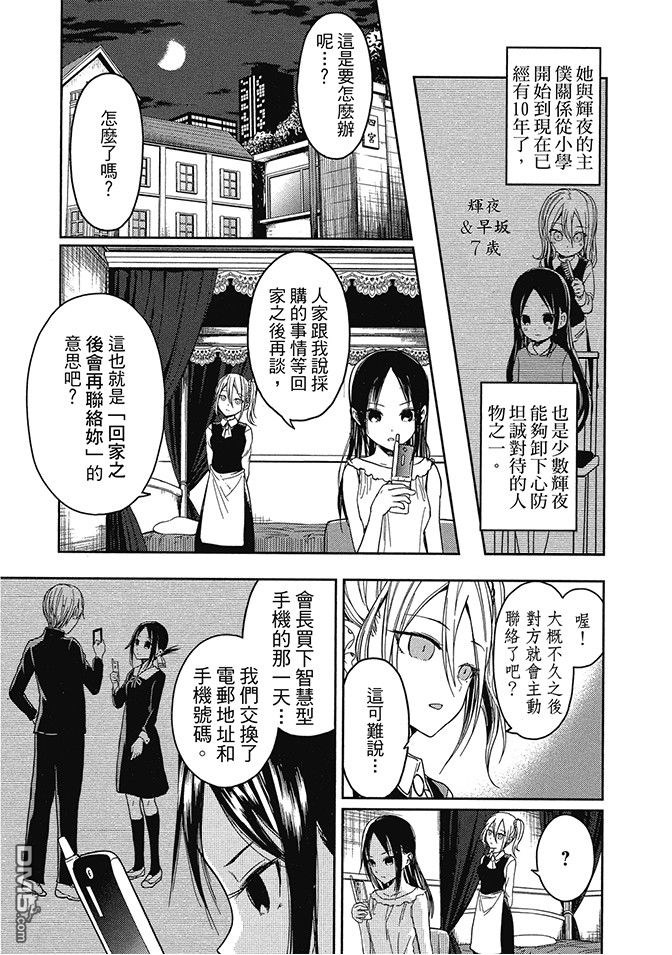 她與輝夜的主
僕關係從小學
開始到現在已
經有10年了，
輝夜
＆早坂
7歲
也是少數輝夜
能夠卸下心防
坦誠對待的人
物之一。
四宮
這是要怎麼辦
呢…？
怎麼了嗎？
人家跟我說採
購的事情等回
家之後再談，
這也就是「回家之
後會再聯絡妳」的
意思吧？
喔！
大概不久之後
對方就會主動
聯絡了吧？
這可難說…
？
會長買下智慧型
手機的那一天…
我們交換了
電郵地址和
手機號碼。
DM5.com